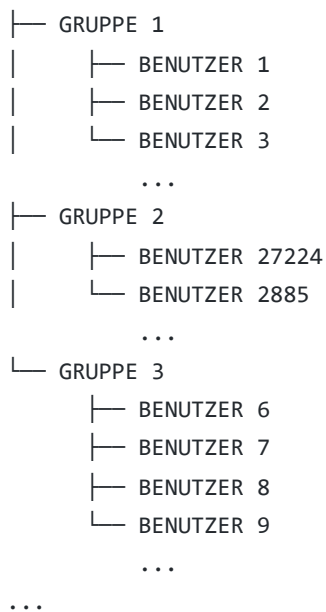 ├── GRUPPE 1
│     ├── BENUTZER 1
│     ├── BENUTZER 2
│     └── BENUTZER 3
          ...
├── GRUPPE 2
│     ├── BENUTZER 27224
│     └── BENUTZER 2885
          ...
└── GRUPPE 3
      ├── BENUTZER 6
      ├── BENUTZER 7
      ├── BENUTZER 8
      └── BENUTZER 9
          ...
...